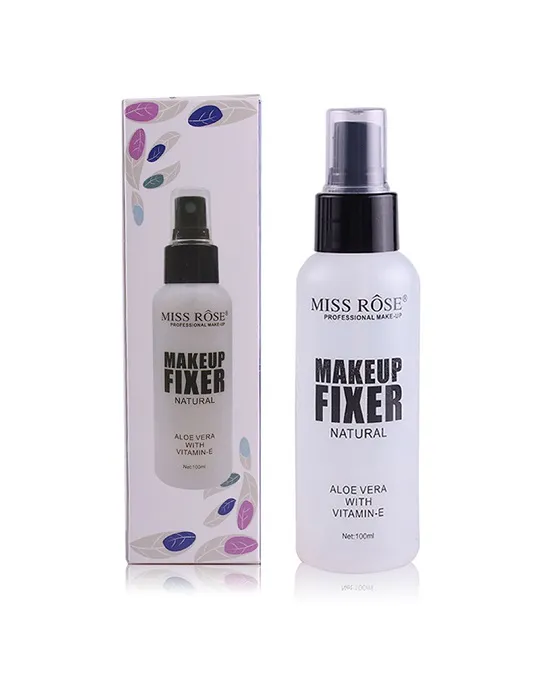 MISS RÔSE
PROFESSIONAL MAKE-UP
MAKEUP
FIXER
NATURAL
ALOE VERA
WITH
VITAMIN-E
Net:100ml
MISS RÔSE®
PROFESSIONAL MAKE-UP
MAKEUP
FIXER
NATURAL
ALOE VERA
WITH
VITAMIN-E
Net:100ml